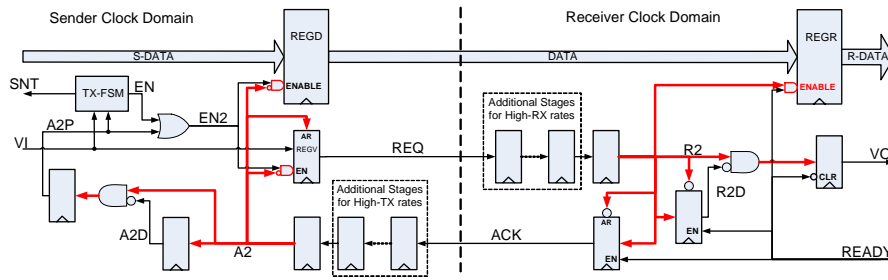 Sender Clock Domain
Receiver Clock Domain
REGD
REGR
S-DATA
DATA
R-DATA
SNT
TX-FSM
EN
ENABLE
ENABLE
Additional Stages
for High-RX rates
A2P
EN2
AR
REGV
EN
VI
REQ
R2
CLR
VO
Additional Stages
for High-TX rates
R2D
AR
EN
EN
A2D
A2
ACK
READY